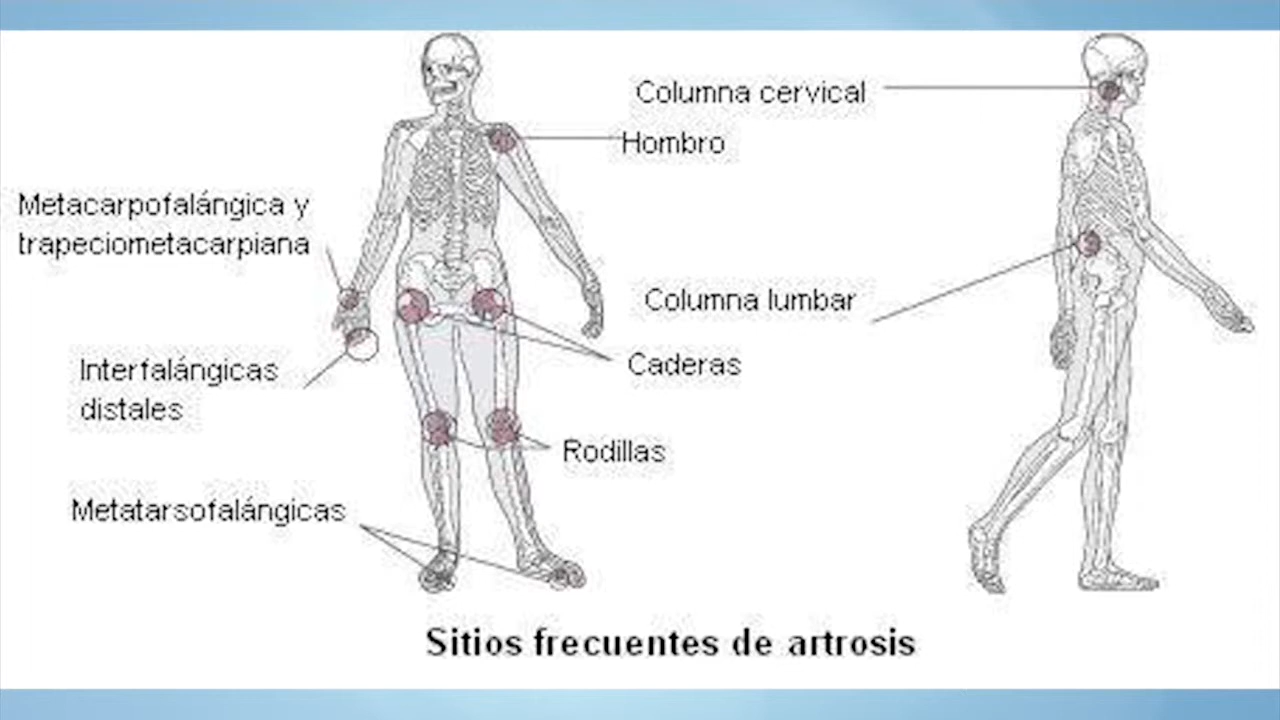 Columna cervical
Hombro
Metacarpofalángica y
trapeciometacarpiana
Columna lumbar
Caderas
Interfalángicas
distales
Rodillas
Metatarsofalángicas
Sitios frecuentes de artrosis